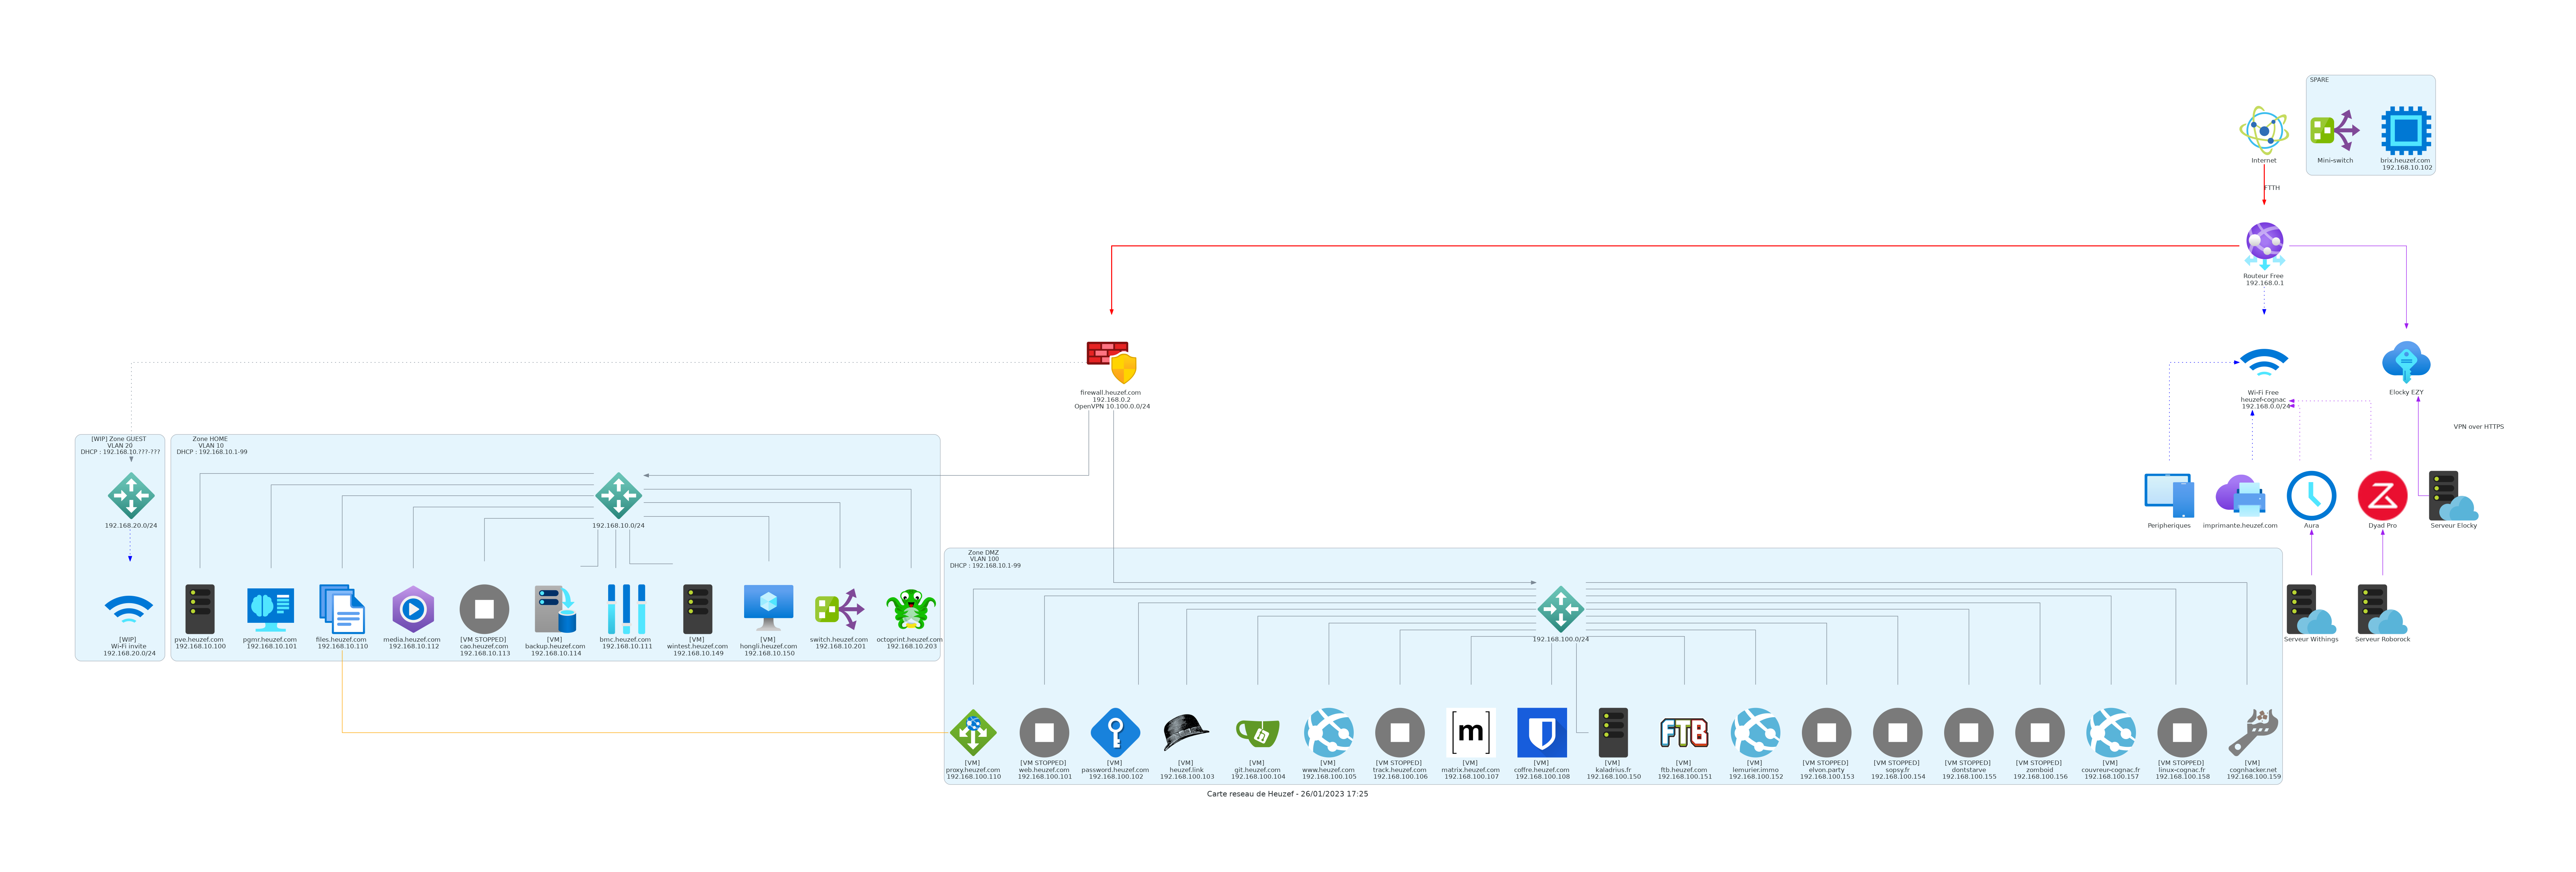 SPARE
Internet
Mini-switch
brix.heuzef.com
192.168.10.102
FTTH
Routeur Free
192.168.0.1
firewall.heuzef.com
192.168.0.2
OpenVPN 10.100.0.0/24
Wi-Fi Free
heuzef-cognac
192.168.0.0/24
Elocky EZY
VPN over HTTPS
[WIP] Zone GUEST
VLAN 20
DHCP : 192.168.10.???-???
192.168.20.0/24
[WIP]
Wi-Fi invite
192.168.20.0/24
Zone HOME
VLAN 10
DHCP : 192.168.10.1-99
192.168.10.0/24
pve.heuzef.com
192.168.10.100
pgmr.heuzef.com
192.168.10.101
files.heuzef.com
192.168.10.110
media.heuzef.com
192.168.10.112
[VM STOPPED]
cao.heuzef.com
192.168.10.113
[VM]
backup.heuzef.com
192.168.10.114
bmc.heuzef.com
192.168.10.111
[VM]
wintest.heuzef.com
192.168.10.149
[VM]
hongli.heuzef.com
192.168.10.150
switch.heuzef.com
192.168.10.201
octoprint.heuzef.com
192.168.10.203
Peripheriques
imprimante.heuzef.com
Aura
Dyad Pro
Serveur Elocky
Serveur Withings
Serveur Roborock
Zone DMZ
VLAN 100
DHCP : 192.168.10.1-99
192.168.100.0/24
[m]
FTB
[VM]
proxy.heuzef.com
192.168.100.110
[VM STOPPED]
web.heuzef.com
192.168.100.101
[VM]
password.heuzef.com
192.168.100.102
[VM]
heuzef.link
192.168.100.103
[VM]
git.heuzef.com
192.168.100.104
[VM]
www.heuzef.com
192.168.100.105
[VM STOPPED]
track.heuzef.com
192.168.100.106
[VM]
matrix.heuzef.com
192.168.100.107
[VM]
coffre.heuzef.com
192.168.100.108
[VM]
kaladrius.fr
192.168.100.150
[VM]
ftb.heuzef.com
192.168.100.151
[VM]
lemurier.immo
192.168.100.152
[VM STOPPED]
elvon.party
192.168.100.153
[VM STOPPED]
sopsy.fr
192.168.100.154
[VM STOPPED]
dontstarve
192.168.100.155
[VM STOPPED]
zomboid
192.168.100.156
[VM]
couvreur-cognac.fr
192.168.100.157
[VM STOPPED]
linux-cognac.fr
192.168.100.158
[VM]
cognhacker.net
192.168.100.159
Carte reseau de Heuzef - 26/01/2023 17:25